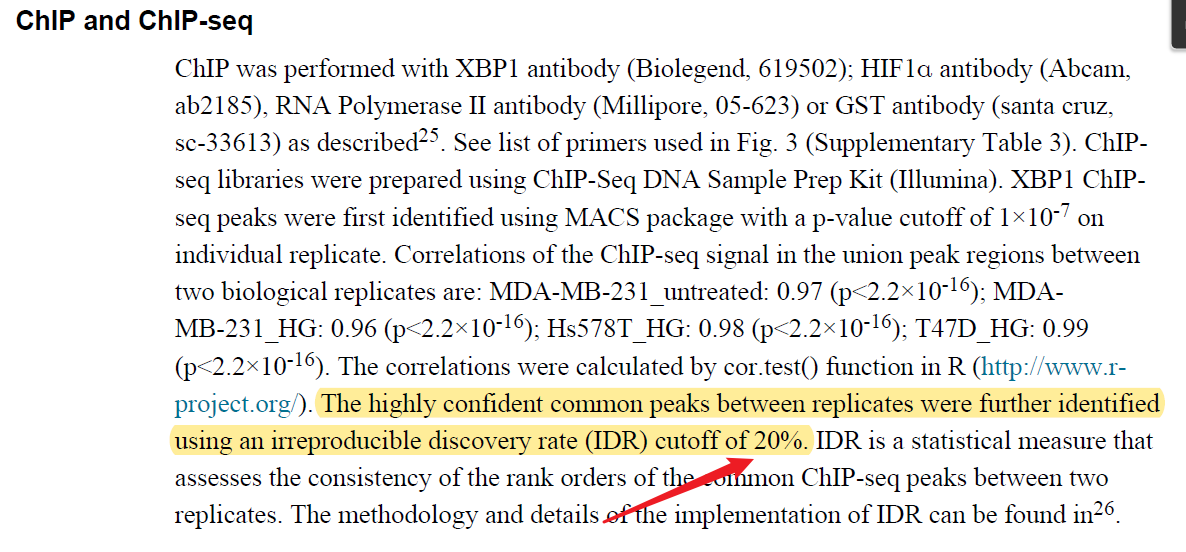 ChIP and ChIP-seq
ChIP was performed with XBP1 antibody (Biolegend, 619502); HIF1α antibody (Abcam,
ab2185), RNA Polymerase II antibody (Millipore, 05-623) or GST antibody (santa cruz,
sc-33613) as described25. See list of primers used in Fig. 3 (Supplementary Table 3). ChIP-
seq libraries were prepared using ChIP-Seq DNA Sample Prep Kit (Illumina). XBP1 ChIP-
seq peaks were first identified using MACS package with a p-value cutoff of 1×10-7 on
individual replicate. Correlations of the ChIP-seq signal in the union peak regions between
two biological replicates are: MDA-MB-231_untreated: 0.97 (p<2.2×10-16); MDA-
MB-231_HG: 0.96 (p<2.2×10-16); Hs578T_HG: 0.98 (p<2.2×10-16); T47D_HG: 0.99
(p<2.2×10-16). The correlations were calculated by cor.test() function in R (http://www.r-
project.org/). The highly confident common peaks between replicates were further identified
using an irreproducible discovery rate (IDR) cutoff of 20%. IDR is a statistical measure that
assesses the consistency of the rank orders of the common ChIP-seq peaks between two
replicates. The methodology and details of the implementation of IDR can be found in26.